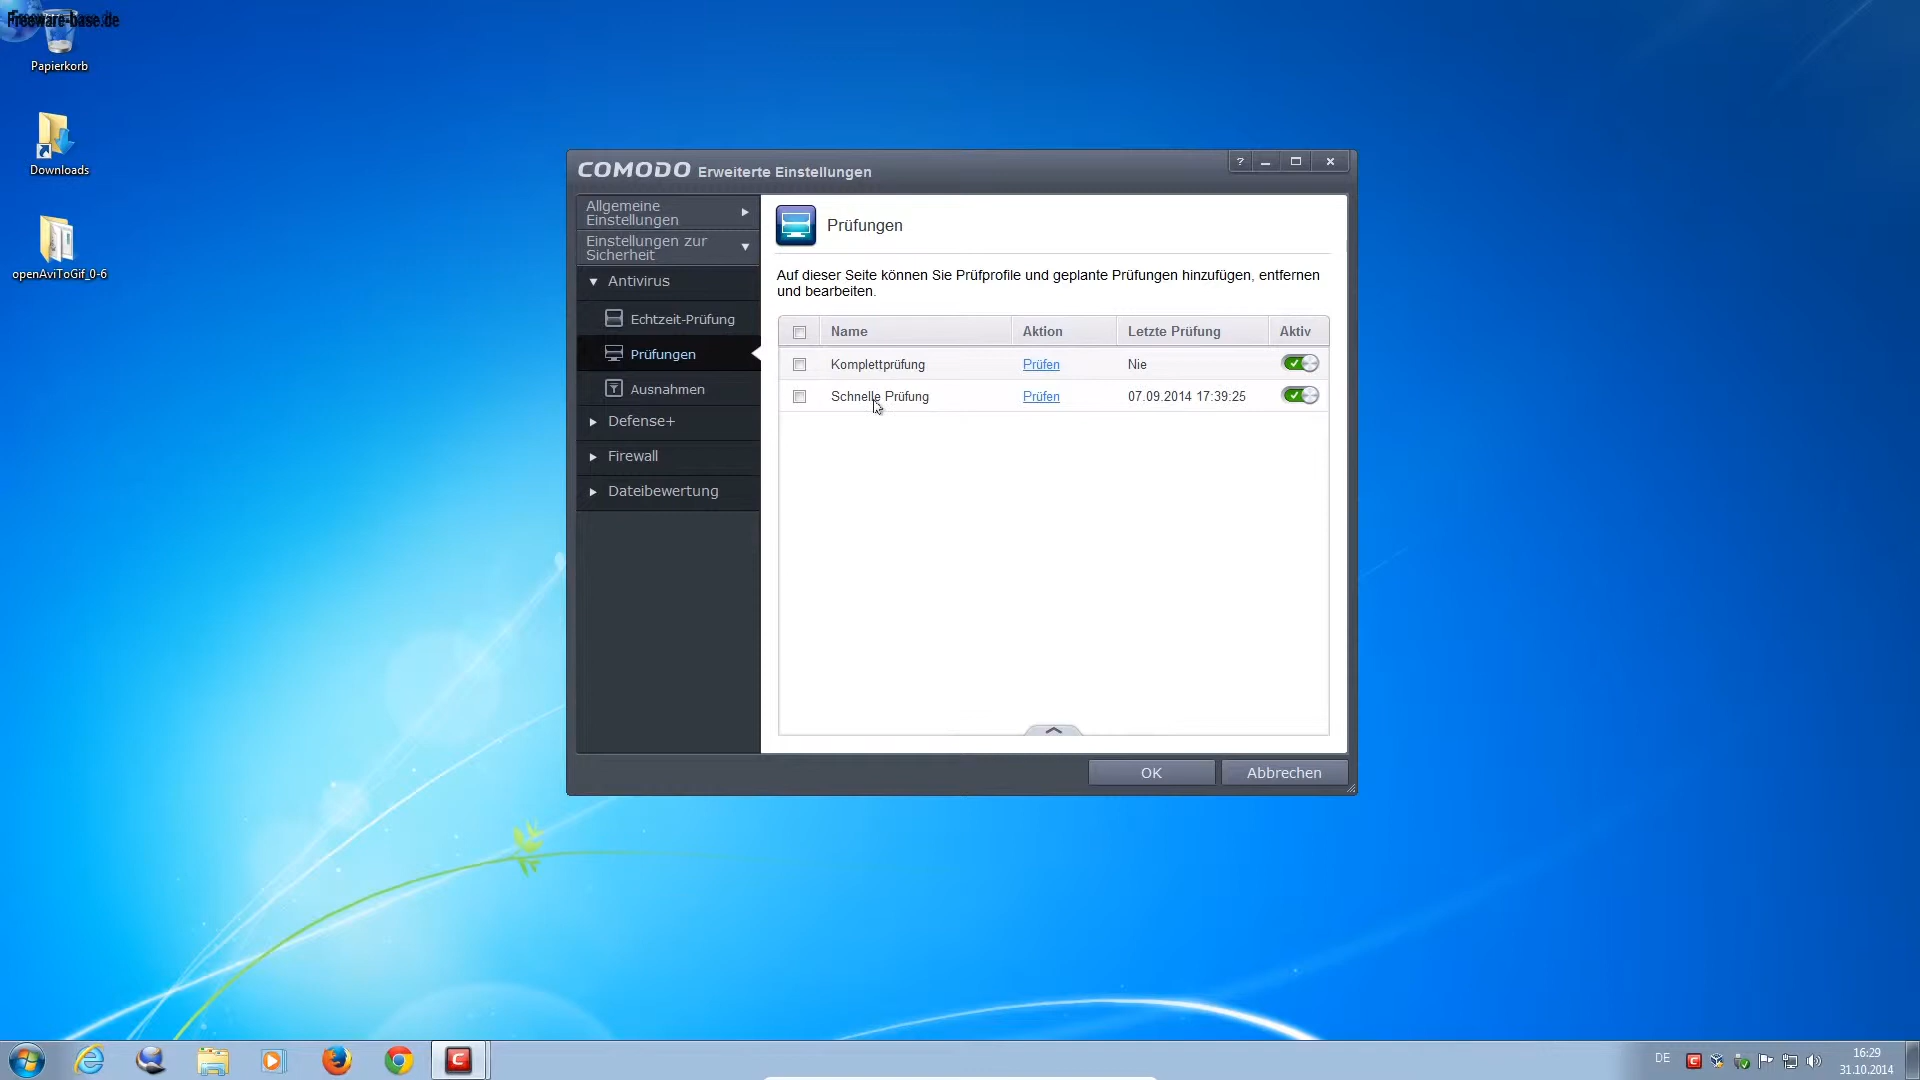 Freeware-base.de
Papierkorb
Downloads
openAviToGif_0-6
COMODO Erweiterte Einstellungen
?
Allgemeine
Einstellungen
Einstellungen zur
Sicherheit
Antivirus
Echtzeit-Prüfung
Prüfungen
Ausnahmen
Defense+
Firewall
Dateibewertung
Prüfungen
Auf dieser Seite können Sie Prüfprofile und geplante Prüfungen hinzufügen, entfernen
und bearbeiten.
Name Aktion Letzte Prüfung Aktiv
Komplettprüfung Prüfen Nie
Schnelle Prüfung Prüfen 07.09.2014 17:39:25
OK Abbrechen
DE
16:29
31.10.2014